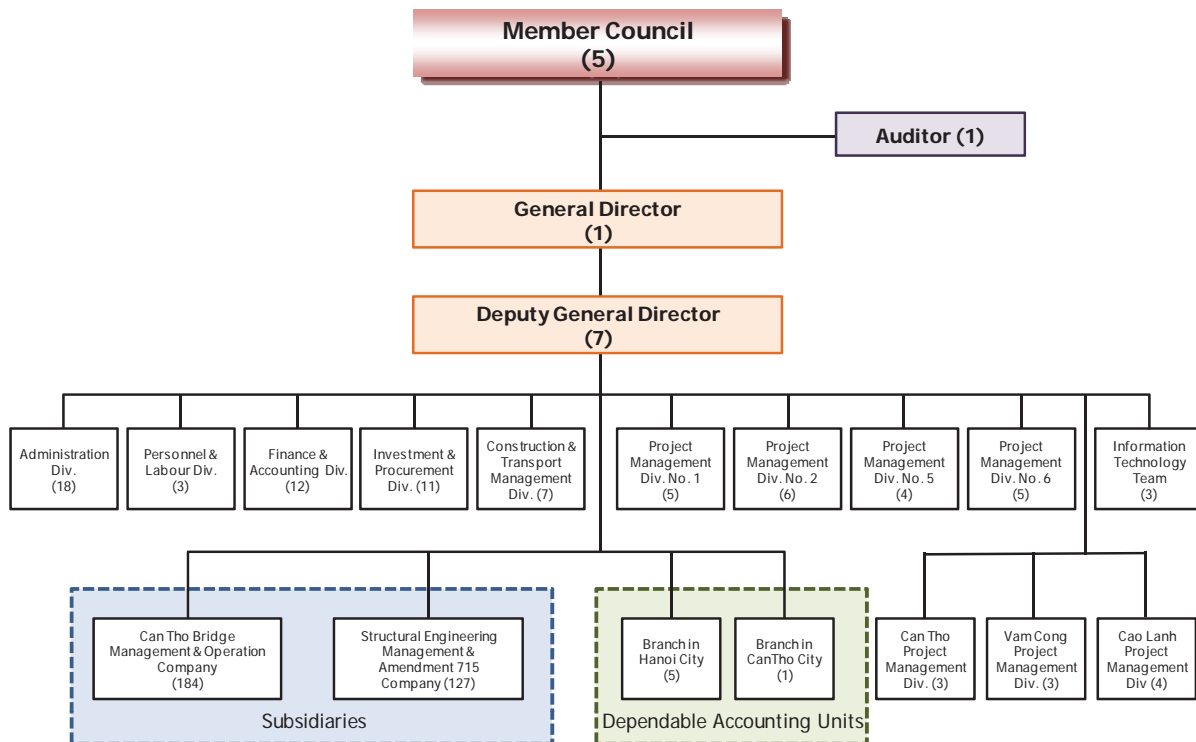 Member Council
(5)
Auditor (1)
General Director
(1)
Deputy General Director
(7)
Administration
Div.
(18)
Personnel &
Labour Div.
(3)
Finance &
Accounting Div.
(12)
Investment &
Procurement
Div. (11)
Construction &
Transport
Management
Div. (7)
Project
Management
Div. No. 1
(5)
Project
Management
Div. No. 2
(6)
Project
Management
Div. No. 5
(4)
Project
Management
Div. No. 6
(5)
Information
Technology
Team
(3)
Can Tho Bridge
Management & Operation
Company
(184)
Structural Engineering
Management &
Amendment 715
Company (127)
Subsidiaries
Branch in
Hanoi City
(5)
Branch in
CanTho City
(1)
Dependable Accounting Units
Can Tho
Project
Management
Div. (3)
Vam Cong
Project
Management
Div. (3)
Cao Lanh
Project
Management
Div (4)